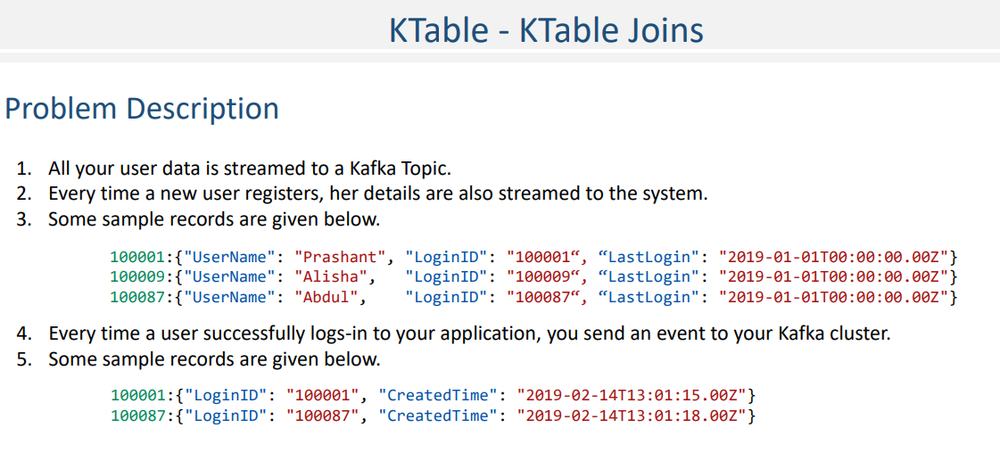 KTable - KTable Joins
Problem Description
1. All your user data is streamed to a Kafka Topic.
2. Every time a new user registers, her details are also streamed to the system.
3. Some sample records are given below.
100001:{"UserName": "Prashant", "LoginID": "100001“, “LastLogin": "2019-01-01T00:00:00.00Z"}
100009:{"UserName": "Alisha", "LoginID": "100009“, “LastLogin": "2019-01-01T00:00:00.00Z"}
100087:{"UserName": "Abdul", "LoginID": "100087“, “LastLogin": "2019-01-01T00:00:00.00Z"}
4. Every time a user successfully logs-in to your application, you send an event to your Kafka cluster.
5. Some sample records are given below.
100001:{"LoginID": "100001", "CreatedTime": "2019-02-14T13:01:15.00Z"}
100087:{"LoginID": "100087", "CreatedTime": "2019-02-14T13:01:18.00Z"}